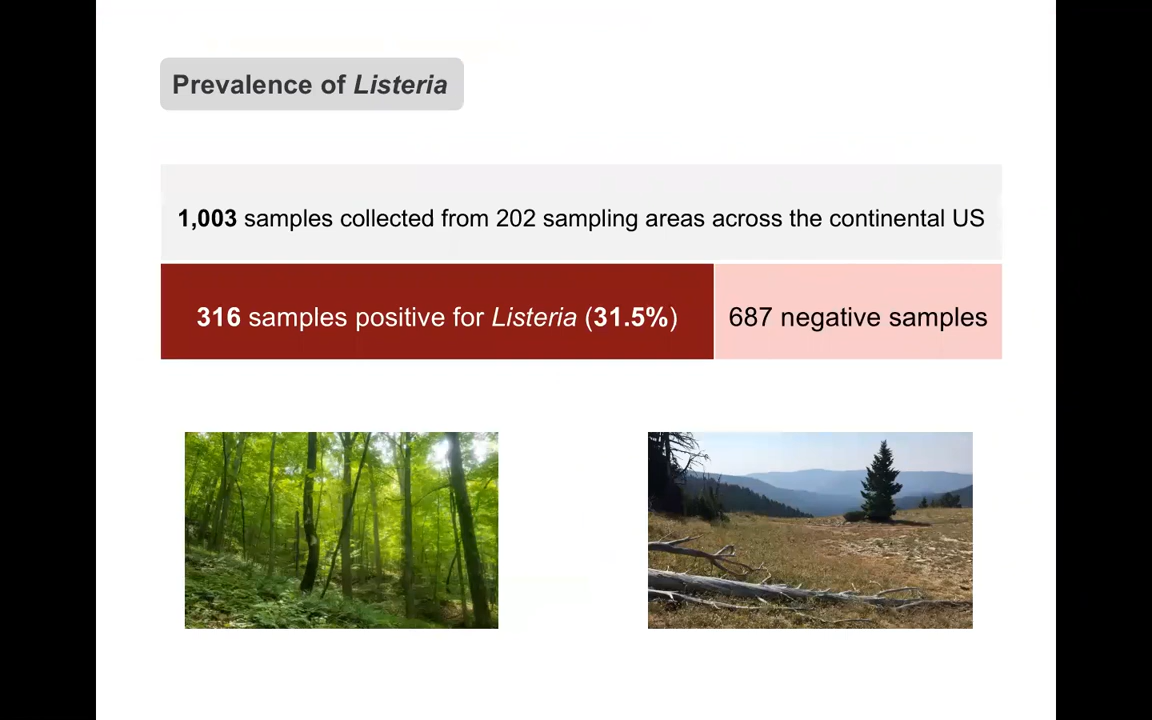 Prevalence of Listeria
1,003 samples collected from 202 sampling areas across the continental US
316 samples positive for Listeria (31.5%)
687 negative samples